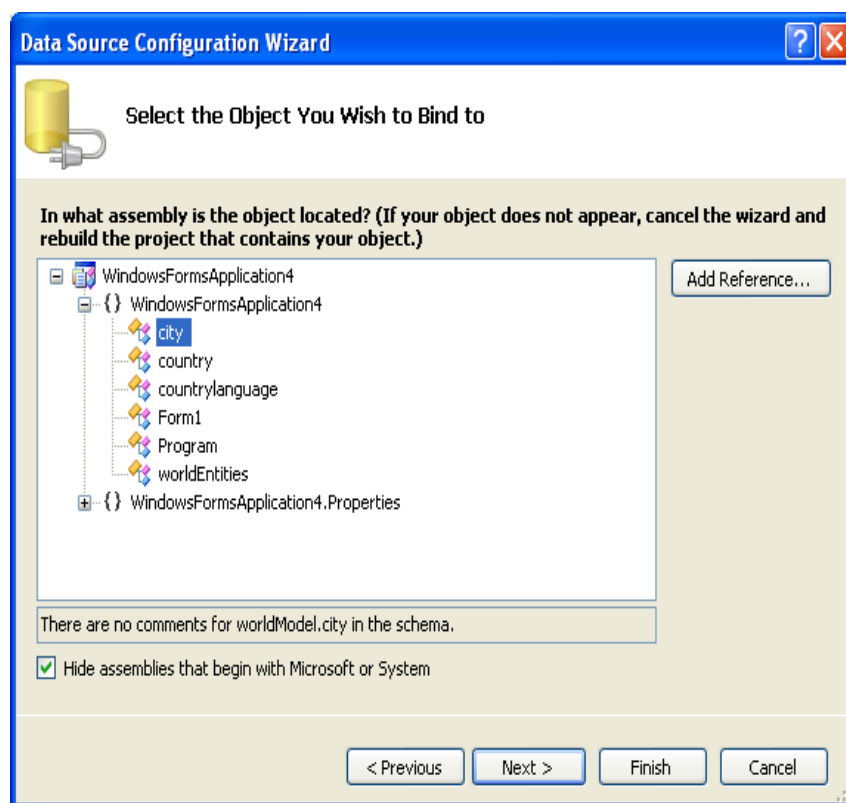 Data Source Configuration Wizard
Select the Object You Wish to Bind to
In what assembly is the object located? (If your object does not appear, cancel the wizard and
rebuild the project that contains your object.)
WindowsFormsApplication4
Add Reference...
{} WindowsFormsApplication4
city
country
countrylanguage
Form1
Program
worldEntities
{} WindowsFormsApplication4.Properties
There are no comments for worldModel.city in the schema.
Hide assemblies that begin with Microsoft or System
< Previous
Next >
Finish
Cancel